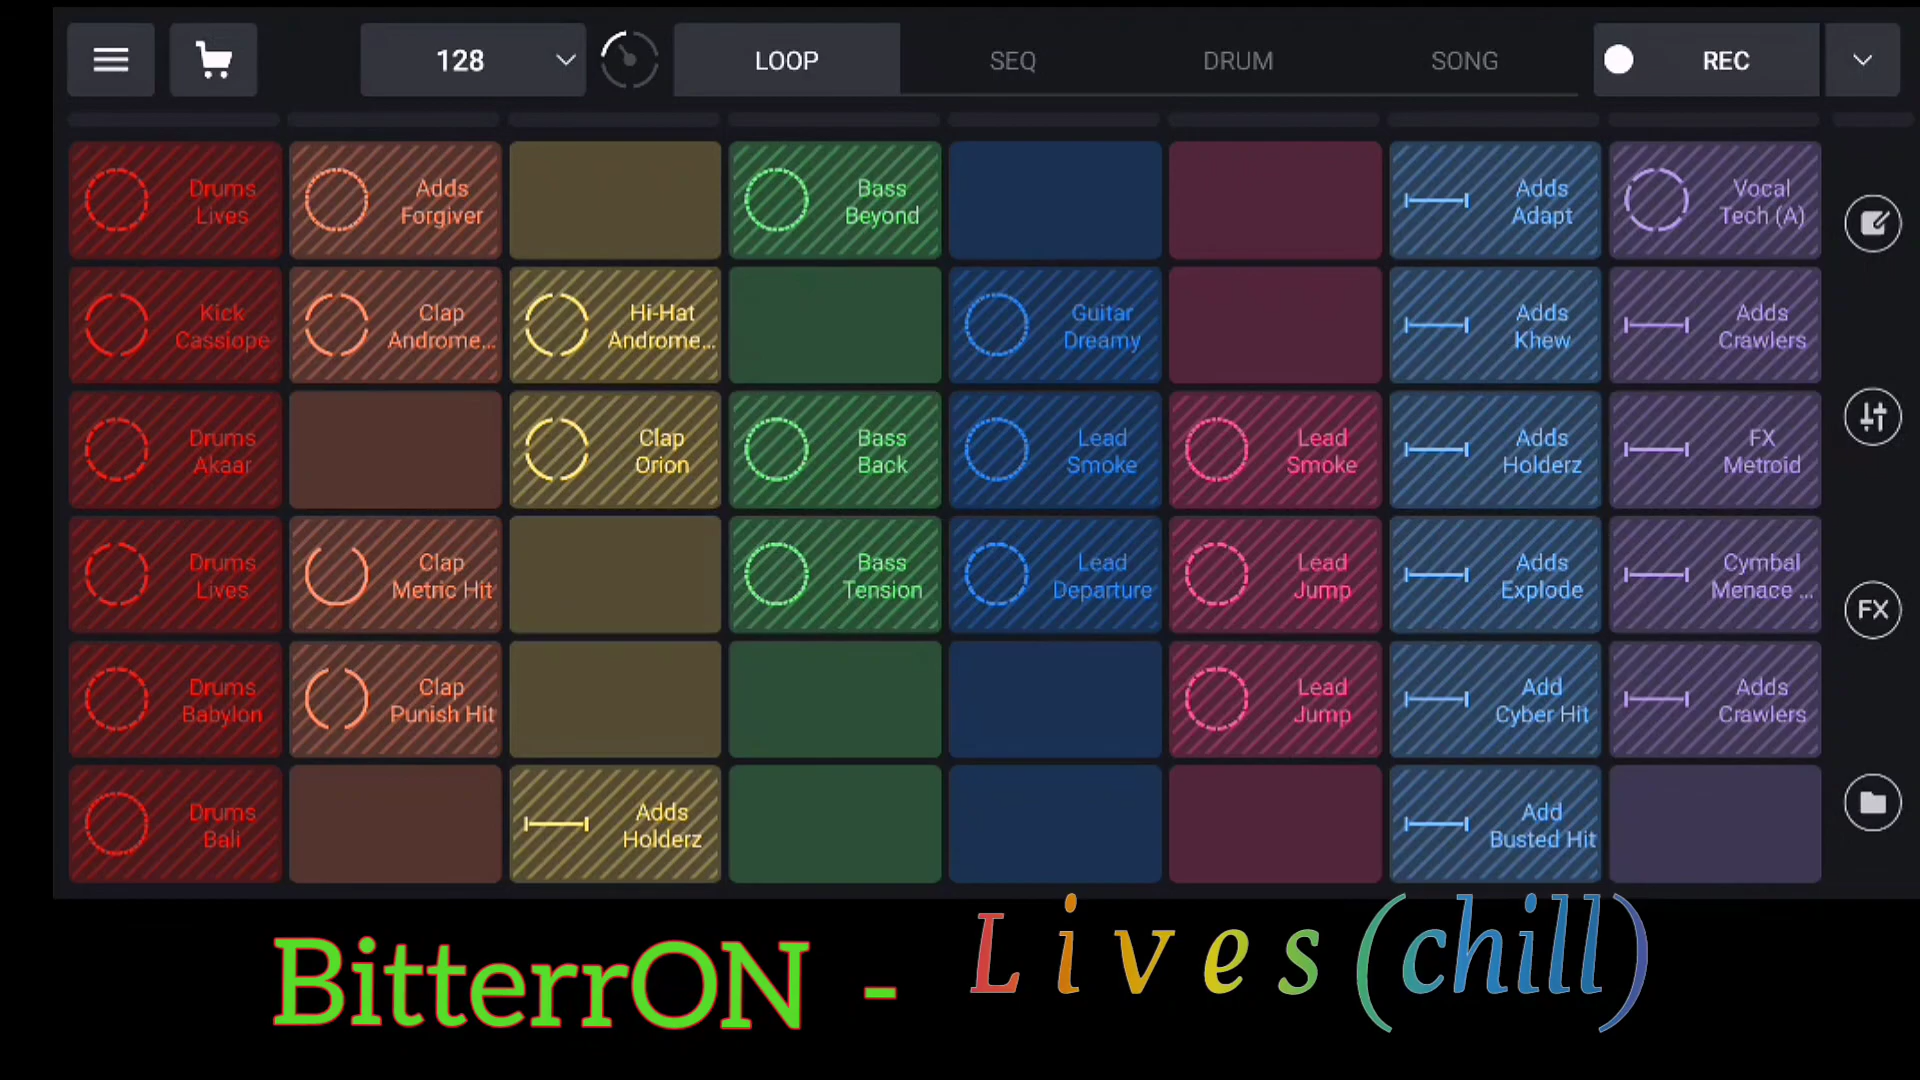 128 LOOP SEQ DRUM SONG REC
Drums Lives
Adds Forgiver
Bass Beyond
Adds Adapt
Vocal Tech (A)
Kick Cassiope
Clap Androme...
Hi-Hat Androme...
Guitar Dreamy
Adds Khew
Adds Crawlers
Drums Akaar
Clap Orion
Bass Back
Lead Smoke
Lead Smoke
Adds Holderz
FX Metroid
Drums Lives
Clap Metric Hit
Bass Tension
Lead Departure
Lead Jump
Adds Explode
Cymbal Menace ...
FX
Drums Babylon
Clap Punish Hit
Lead Jump
Add Cyber Hit
Adds Crawlers
Drums Bali
Adds Holderz
Add Busted Hit
BitterrON - Lives(chill)